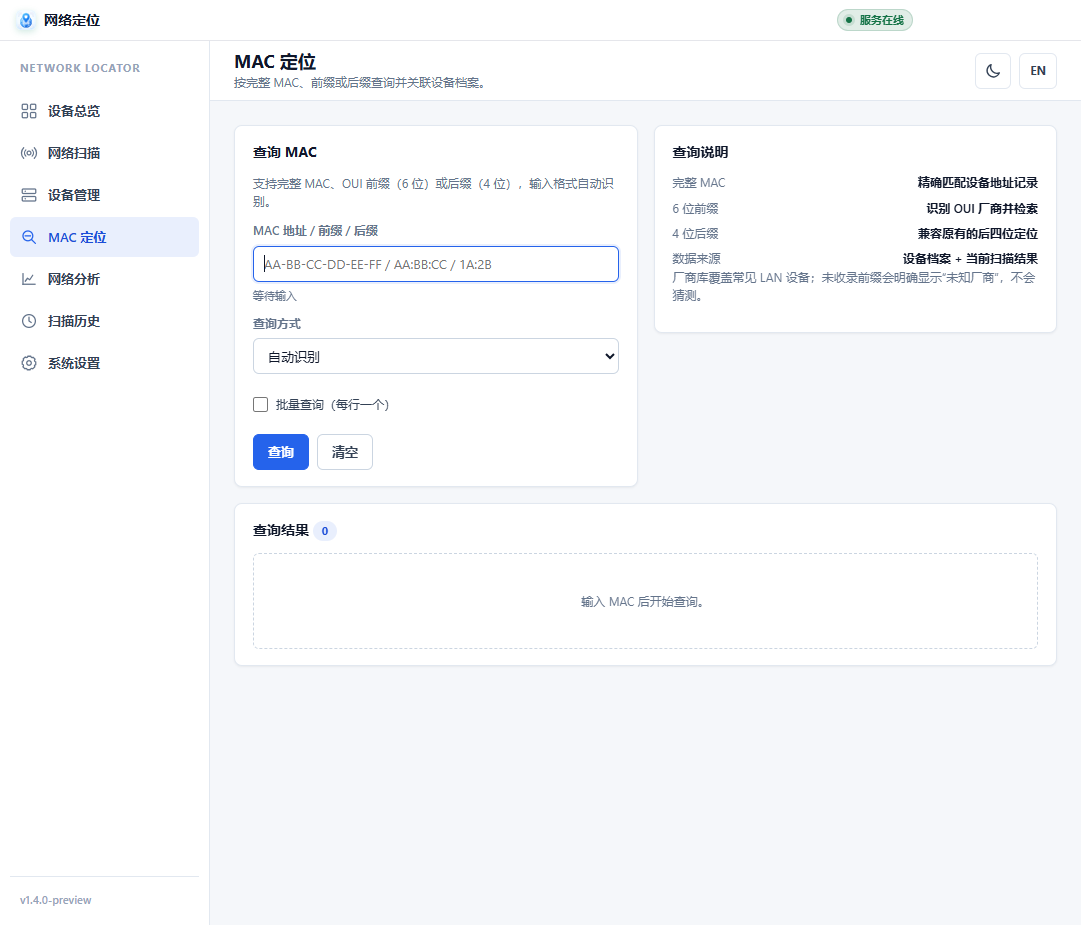 网络定位
服务在线
NETWORK LOCATOR
设备总览
网络扫描
设备管理
MAC 定位
网络分析
扫描历史
系统设置
v1.4.0-preview
MAC 定位
按完整 MAC、前缀或后缀查询并关联设备档案。
EN
查询 MAC
支持完整 MAC、OUI 前缀（6 位）或后缀（4 位），输入格式自动识
别。
MAC 地址 / 前缀 / 后缀
AA-BB-CC-DD-EE-FF / AA:BB:CC / 1A:2B
等待输入
查询方式
自动识别
批量查询（每行一个）
查询
清空
查询说明
完整 MAC 精确匹配设备地址记录
6 位前缀 识别 OUI 厂商并检索
4 位后缀 兼容原有的后四位定位
数据来源 设备档案 + 当前扫描结果
厂商库覆盖常见 LAN 设备；未收录前缀会明确显示“未知厂商”，不会
猜测。
查询结果 0
输入 MAC 后开始查询。